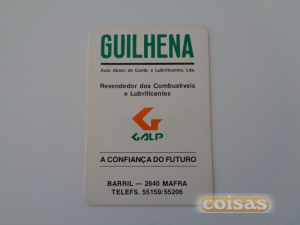 GUILHENA
Auto Abast. de Comb. e Lubrificantes, Lda.
Revendedor dos Combustíveis
e Lubrificantes
GALP
A CONFIANÇA DO FUTURO
BARRIL — 2640 MAFRA
TELEFS. 55159/55206
coisas